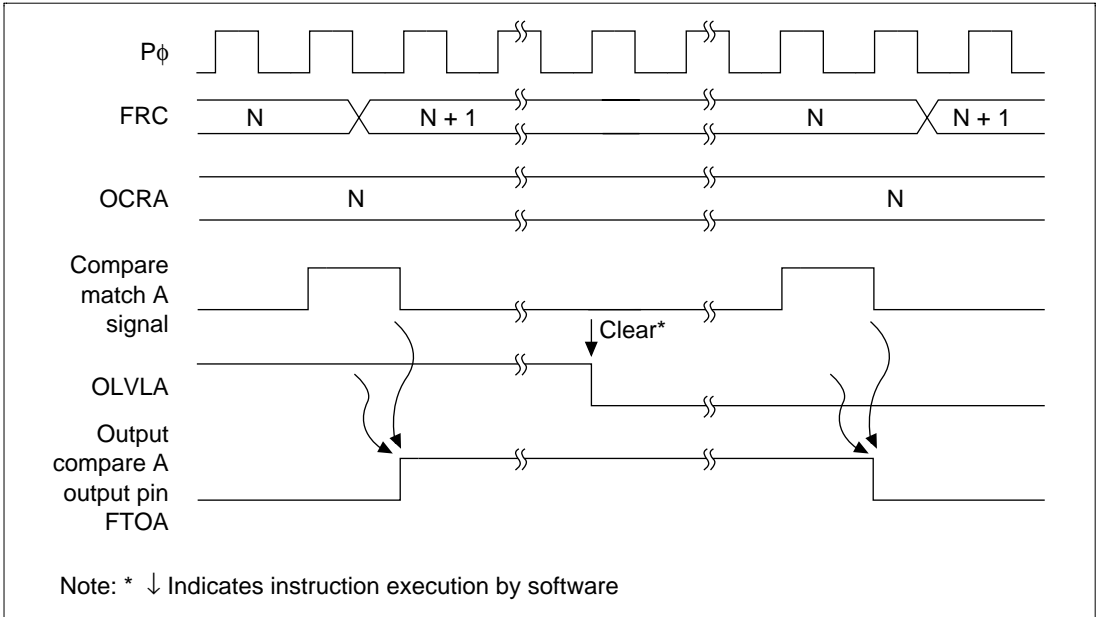 Pϕ
FRC
N
N + 1
N
N + 1
OCRA
N
N
Compare
match A
signal
Clear*
OLVLA
Output
compare A
output pin
FTOA
Note: * ↓ Indicates instruction execution by software